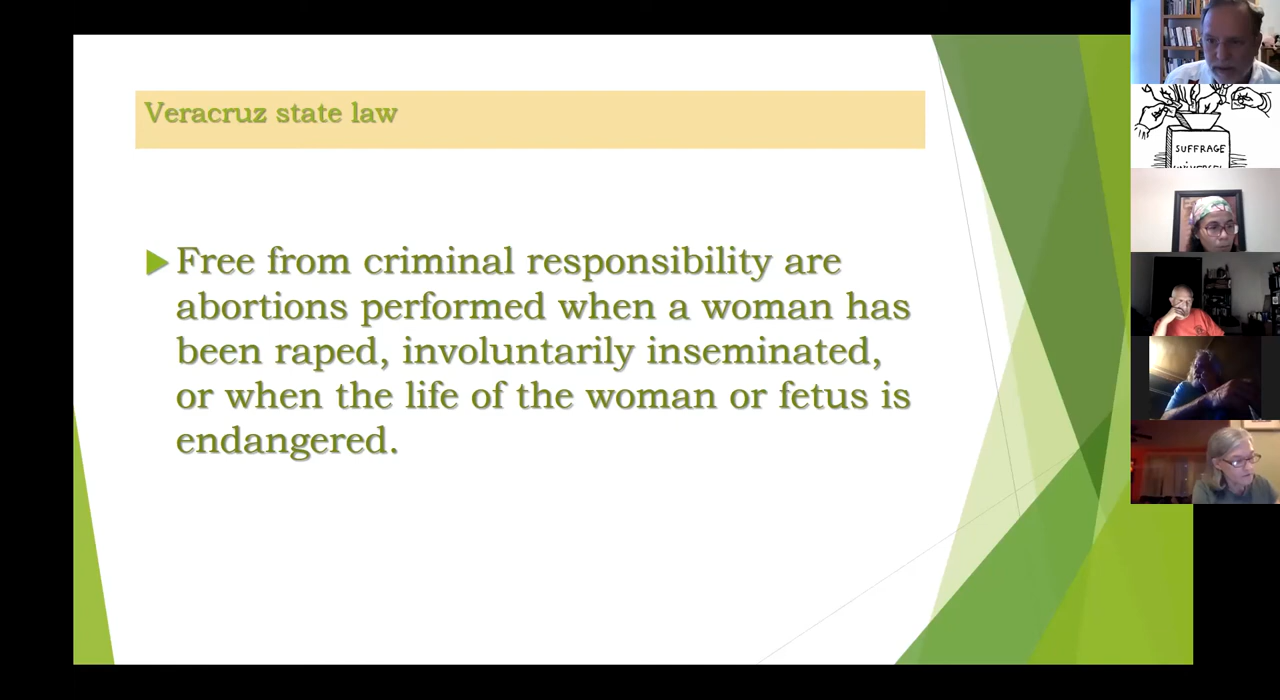 Veracruz state law
Free from criminal responsibility are
abortions performed when a woman has
been raped, involuntarily inseminated,
or when the life of the woman or fetus is
endangered.
SUFFRAGE
UNIVERSEL